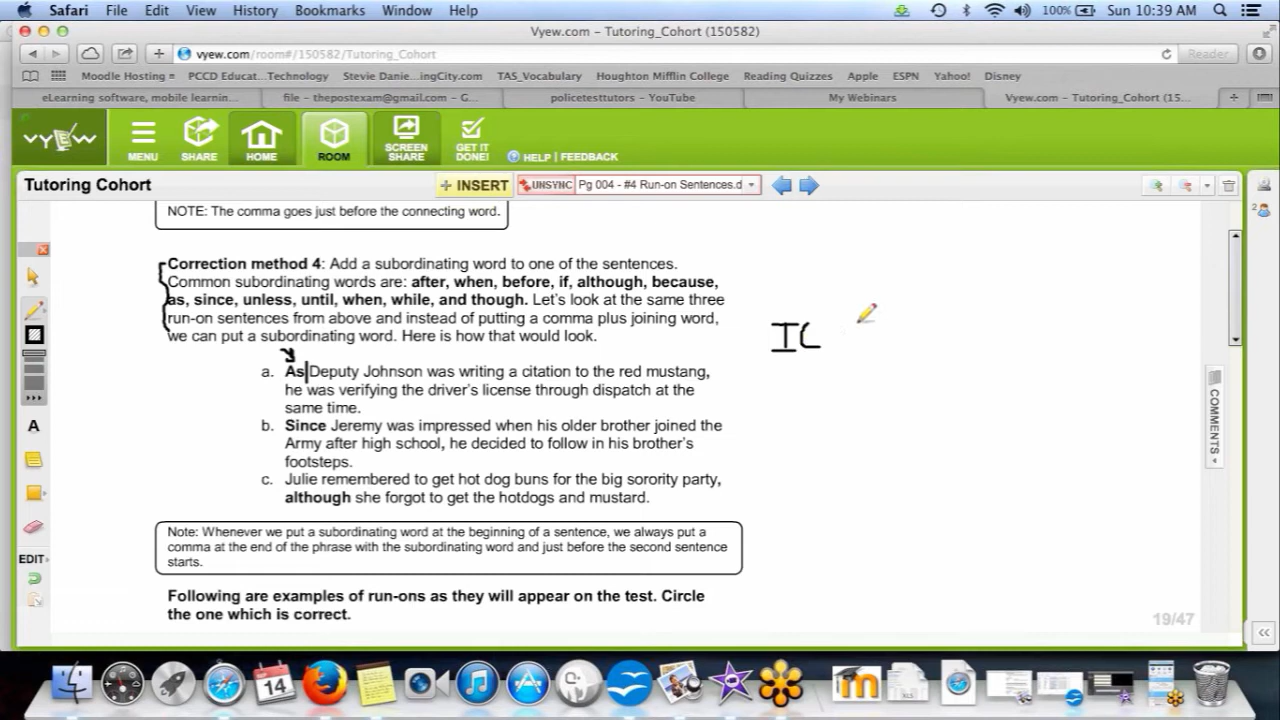 Safari File Edit View History Bookmarks Window Help 100% Sun 10:39 AM
Vyew.com – Tutoring_Cohort (150582)
vyew.com/room#/150582/Tutoring_Cohort Reader
Moodle Hosting PCCD Educat...Technology Stevie Danie...ingCity.com TAS_Vocabulary Houghton Mifflin College Reading Quizzes Apple ESPN Yahoo! Disney
eLearning software, mobile learnin... file – thepostexam@gmail.com – G... policetesttutors – YouTube My Webinars Vyew.com – Tutoring_Cohort (15...
VYEW MENU SHARE HOME ROOM SCREEN SHARE GET IT DONE! HELP | FEEDBACK
Tutoring Cohort + INSERT UNSYNC Pg 004 - #4 Run-on Sentences.d
2
NOTE: The comma goes just before the connecting word.
Correction method 4: Add a subordinating word to one of the sentences.
Common subordinating words are: after, when, before, if, although, because,
as, since, unless, until, when, while, and though. Let's look at the same three
run-on sentences from above and instead of putting a comma plus joining word,
we can put a subordinating word. Here is how that would look.
IC
a. As Deputy Johnson was writing a citation to the red mustang,
he was verifying the driver's license through dispatch at the
same time.
b. Since Jeremy was impressed when his older brother joined the
Army after high school, he decided to follow in his brother's
footsteps.
c. Julie remembered to get hot dog buns for the big sorority party,
although she forgot to get the hotdogs and mustard.
Note: Whenever we put a subordinating word at the beginning of a sentence, we always put a
comma at the end of the phrase with the subordinating word and just before the second sentence
starts.
Following are examples of run-ons as they will appear on the test. Circle
the one which is correct.
19/47
COMMENTS
A
EDIT
14
XLS